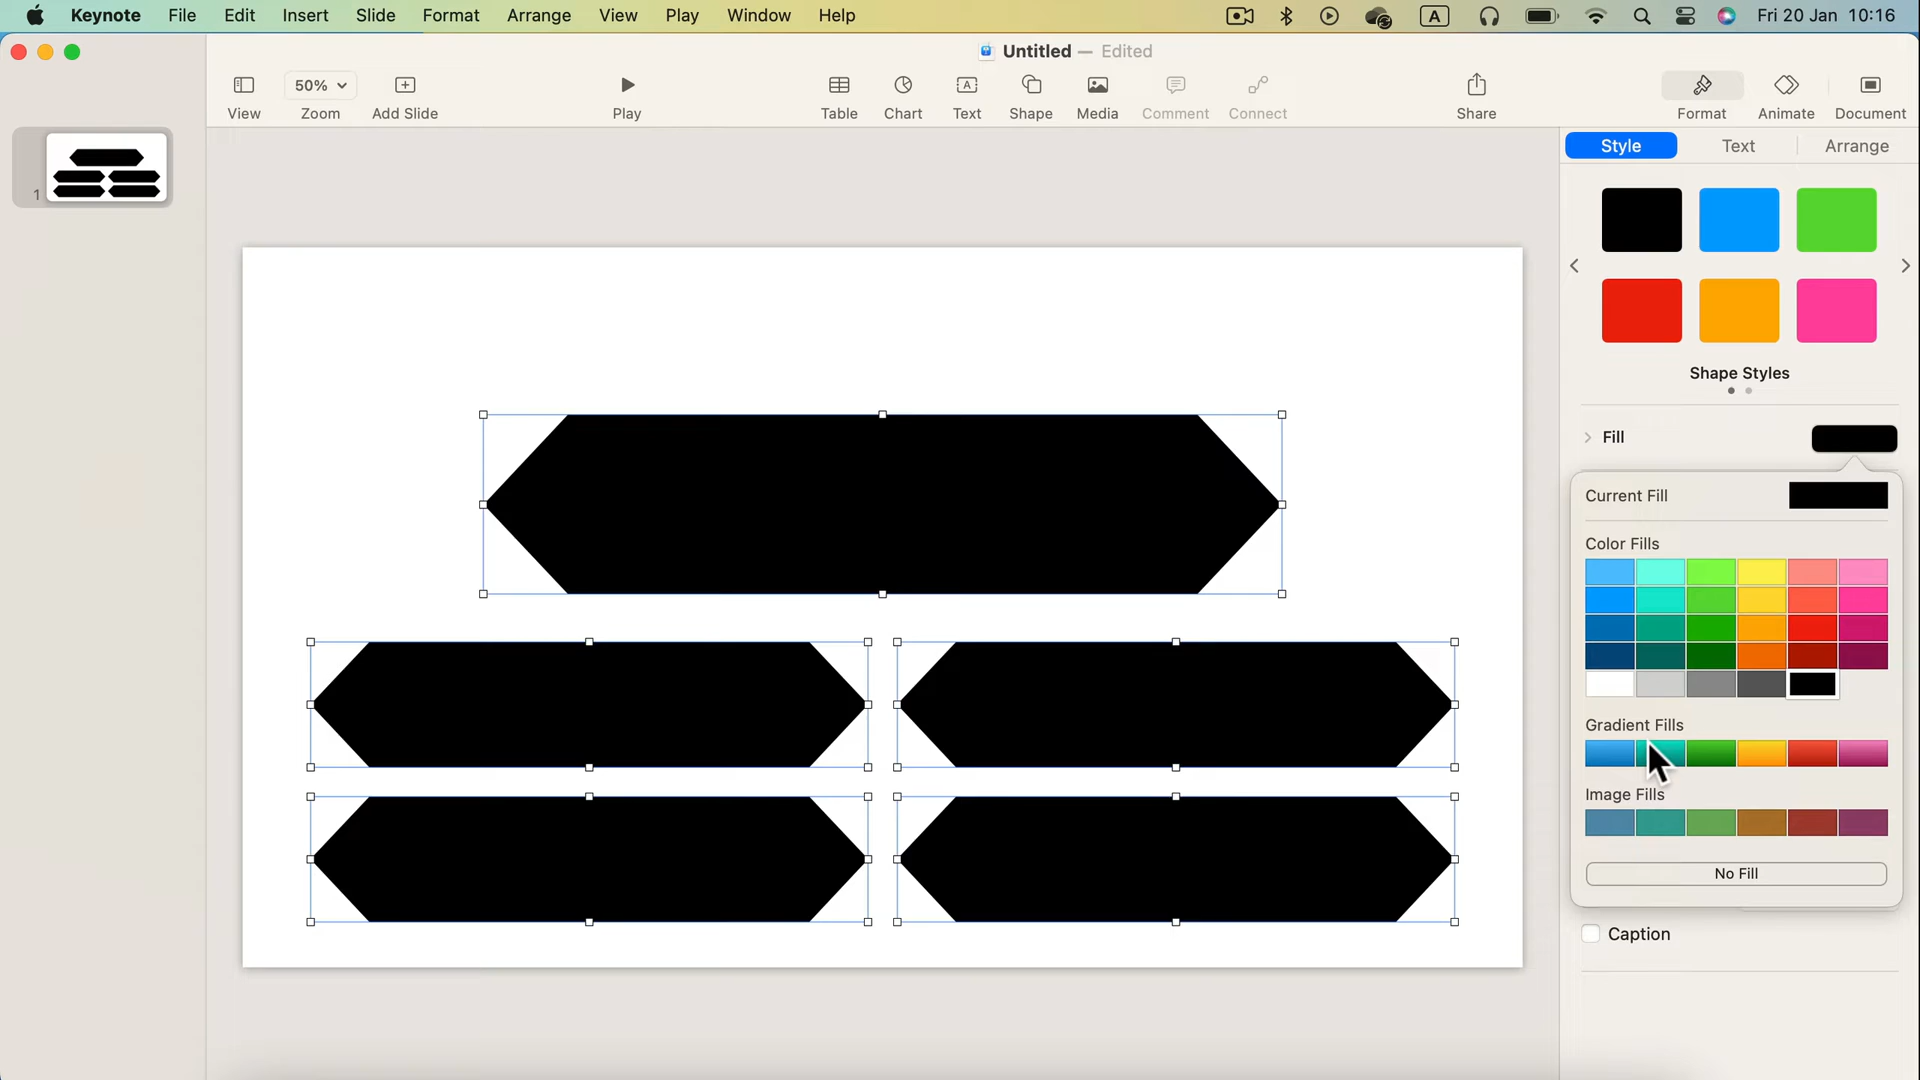 Keynote File Edit Insert Slide Format Arrange View Play Window Help A Fri 20 Jan 10:16
Untitled — Edited
50%
View Zoom Add Slide Play Table Chart Text Shape Media Comment Connect Share Format Animate Document
Style Text Arrange
1
Shape Styles
Fill
Current Fill
Color Fills
Gradient Fills
Image Fills
No Fill
Caption